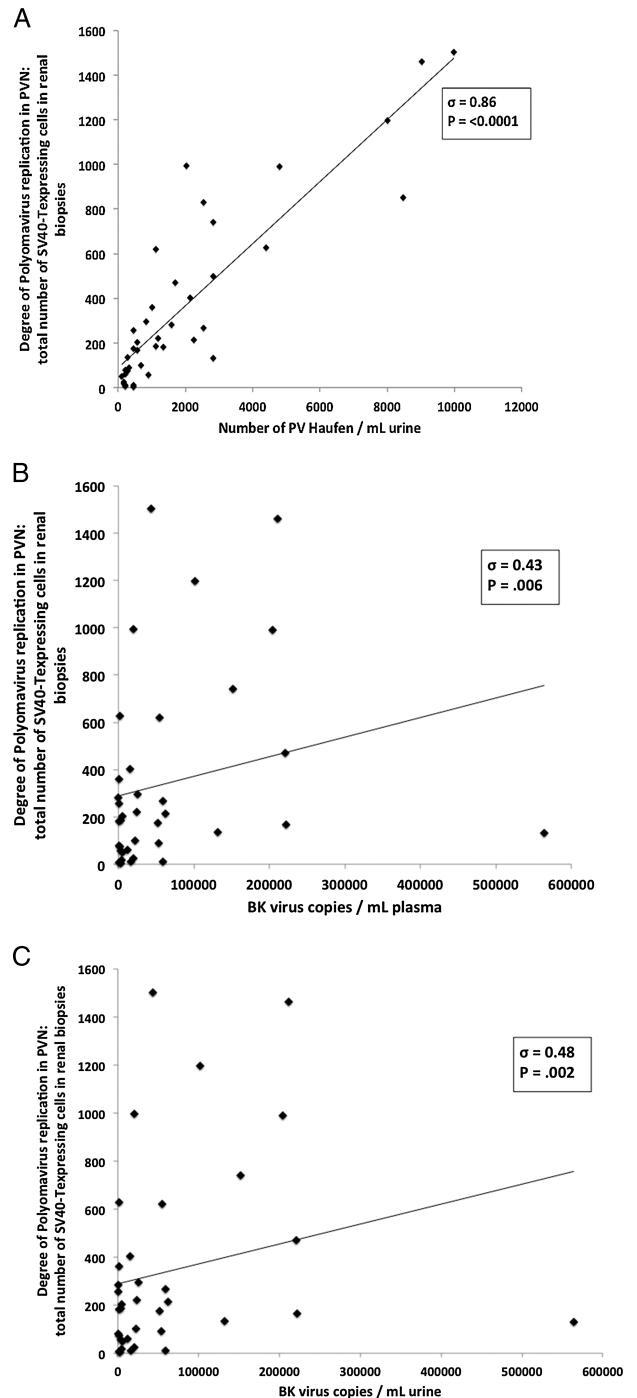 A
Degree of Polyomavirus replication in PVN:
total number of SV40-Texpressing cells in renal
biopsies
1600
1400
1200
1000
800
600
400
200
0
σ = 0.86
P = <0.0001
0 2000 4000 6000 8000 10000 12000
Number of PV Haufen / mL urine
B
Degree of Polyomavirus replication in PVN:
total number of SV40-Texpressing cells in renal
biopsies
1600
1400
1200
1000
800
600
400
200
0
σ = 0.43
P = .006
0 100000 200000 300000 400000 500000 600000
BK virus copies / mL plasma
C
Degree of Polyomavirus replication in PVN:
total number of SV40-Texpressing cells in renal biopsies
1600
1400
1200
1000
800
600
400
200
0
σ = 0.48
P = .002
0 100000 200000 300000 400000 500000 600000
BK virus copies / mL urine